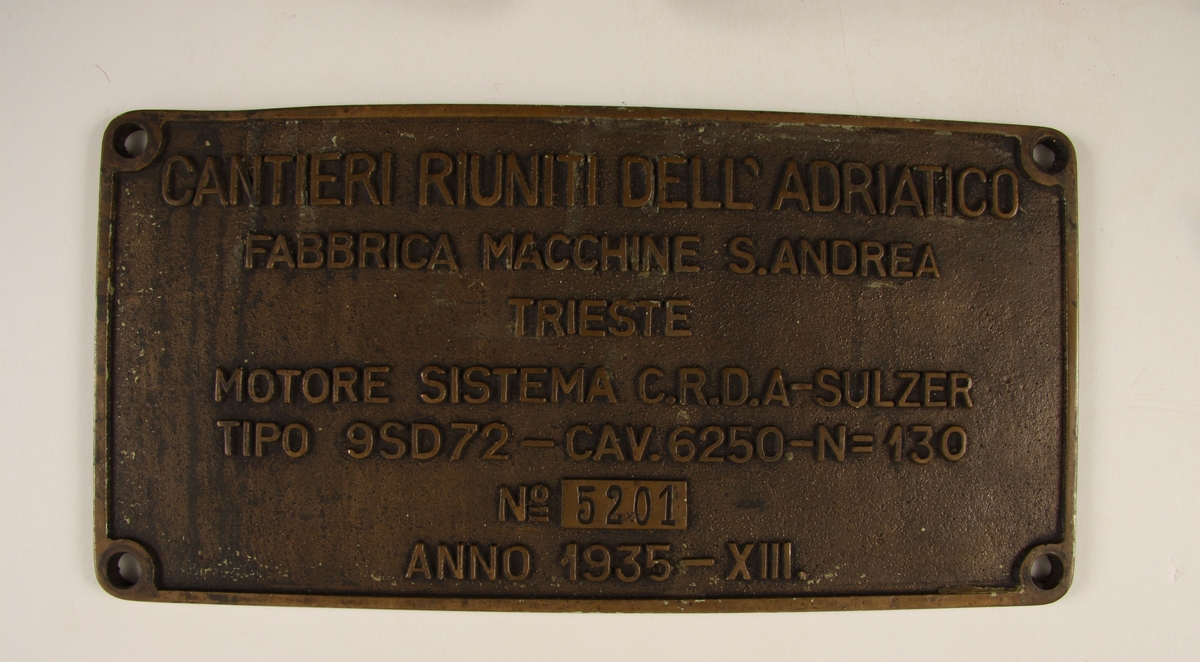 CANTIERI RIUNITI DELL'ADRIATICO
FABBRICA MACCHINE S.ANDREA
TRIESTE
MOTORE SISTEMA C.R.D.A-SULZER
TIPO 9SD72-CAV.6250-N=130
Nº 5201
ANNO 1935-XIII.